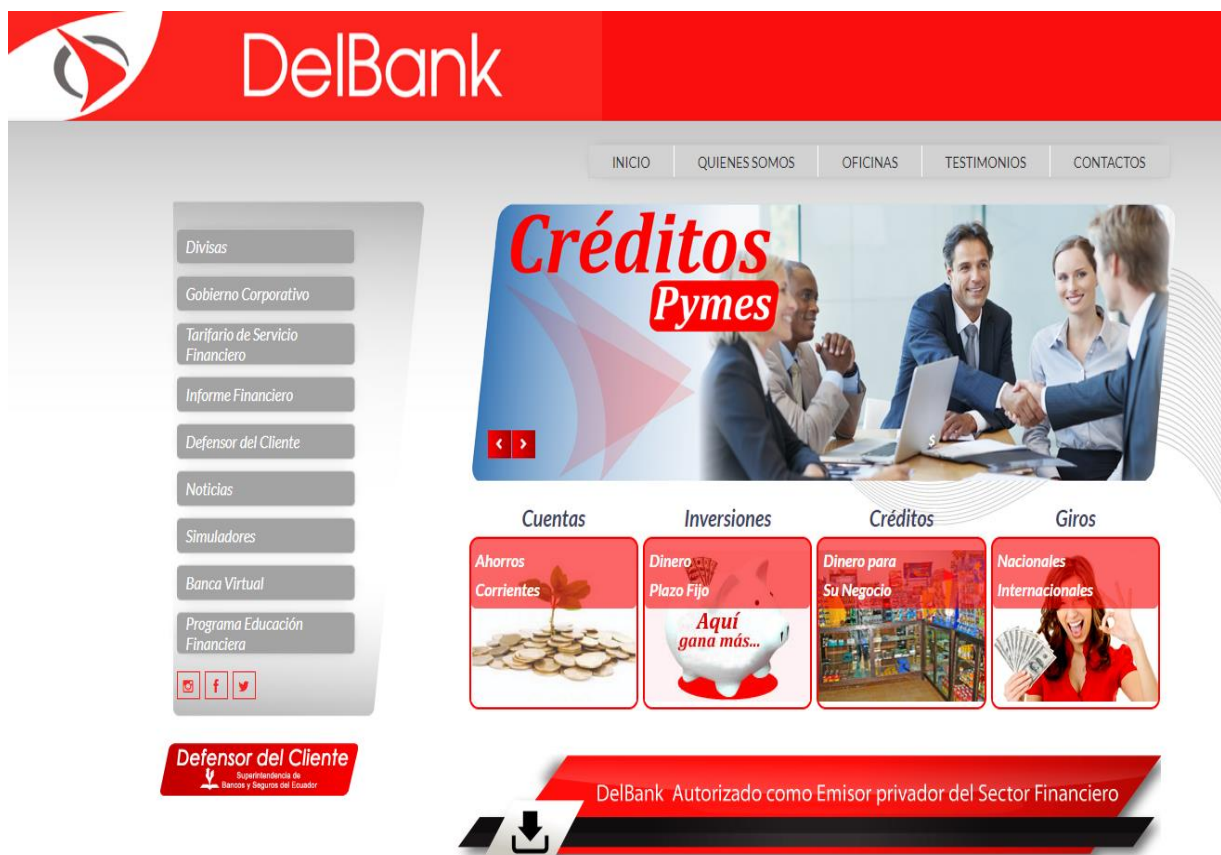 DelBank
INICIO QUIENES SOMOS OFICINAS TESTIMONIOS CONTACTOS
Divisas
Gobierno Corporativo
Tarifario de Servicio
Financiero
Informe Financiero
Defensor del Cliente
Noticias
Simuladores
Banca Virtual
Programa Educación
Financiera
Defensor del Cliente
Superintendencia de
Bancos y Seguros del Ecuador
Créditos
Pymes
$
Cuentas
Ahorros
Corrientes
Inversiones
Dinero
Plazo Fijo
Aquí
gana más...
Créditos
Dinero para
Su Negocio
Giros
Nacionales
Internacionales
DelBank Autorizado como Emisor privador del Sector Financiero